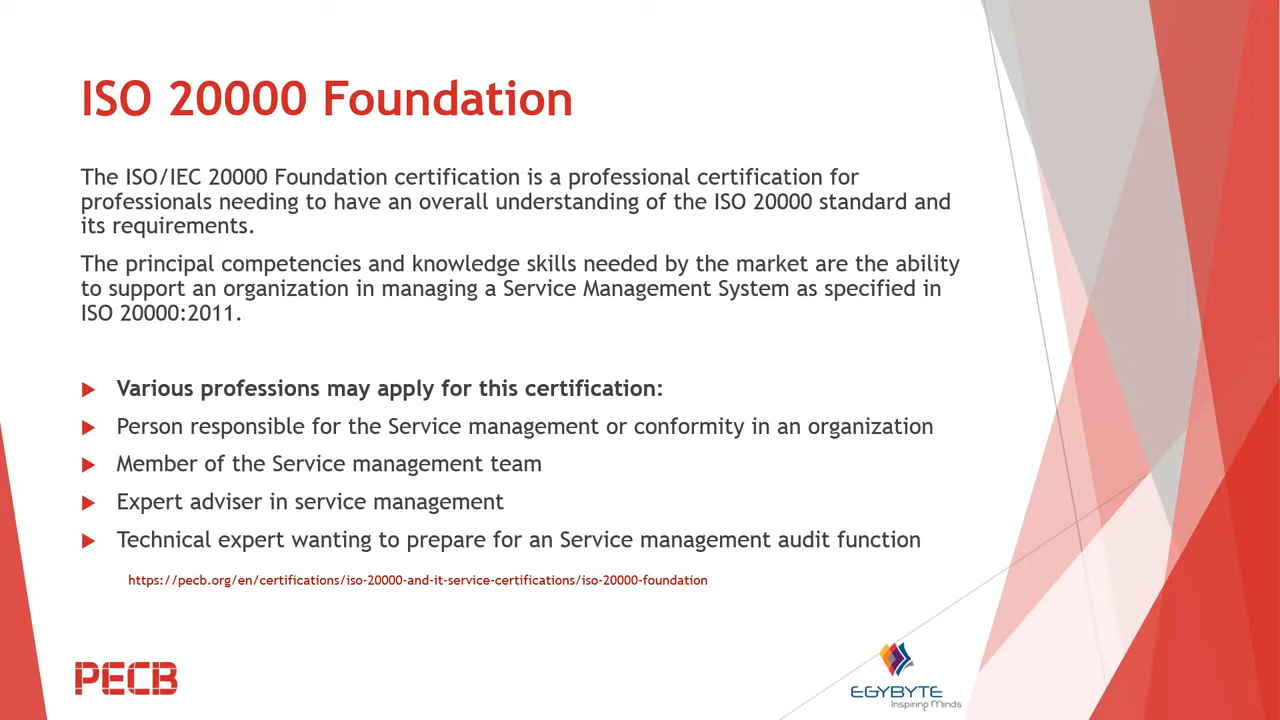 ISO 20000 Foundation
The ISO/IEC 20000 Foundation certification is a professional certification for
professionals needing to have an overall understanding of the ISO 20000 standard and
its requirements.
The principal competencies and knowledge skills needed by the market are the ability
to support an organization in managing a Service Management System as specified in
ISO 20000:2011.
Various professions may apply for this certification:
Person responsible for the Service management or conformity in an organization
Member of the Service management team
Expert adviser in service management
Technical expert wanting to prepare for an Service management audit function
https://pecb.org/en/certifications/iso-20000-and-it-service-certifications/iso-20000-foundation
PECB
EGYBYTE
Inspiring Minds